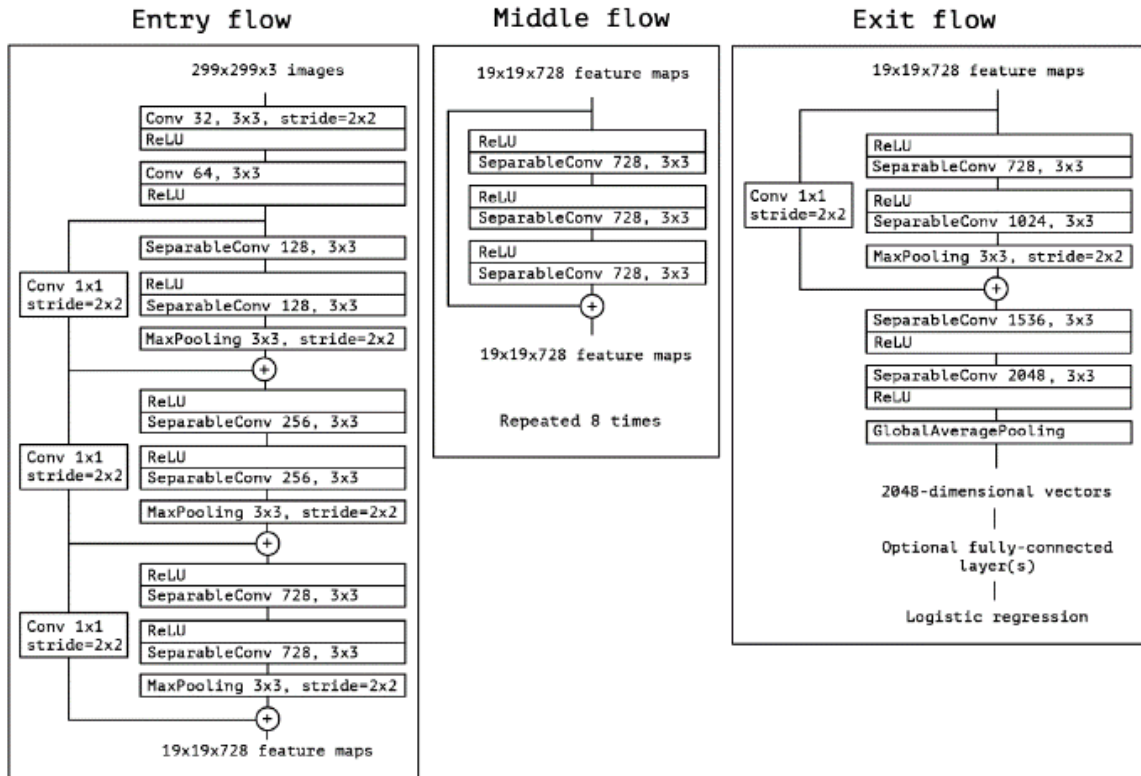 Entry flow
299x299x3 images
Conv 32, 3x3, stride=2x2
ReLU
Conv 64, 3x3
ReLU
SeparableConv 128, 3x3
Conv 1x1
stride=2x2
ReLU
SeparableConv 128, 3x3
MaxPooling 3x3, stride=2x2
+
ReLU
SeparableConv 256, 3x3
Conv 1x1
stride=2x2
ReLU
SeparableConv 256, 3x3
MaxPooling 3x3, stride=2x2
+
ReLU
SeparableConv 728, 3x3
Conv 1x1
stride=2x2
ReLU
SeparableConv 728, 3x3
MaxPooling 3x3, stride=2x2
+
19x19x728 feature maps
Middle flow
19x19x728 feature maps
ReLU
SeparableConv 728, 3x3
ReLU
SeparableConv 728, 3x3
ReLU
SeparableConv 728, 3x3
+
19x19x728 feature maps
Repeated 8 times
Exit flow
19x19x728 feature maps
ReLU
SeparableConv 728, 3x3
Conv 1x1
stride=2x2
ReLU
SeparableConv 1024, 3x3
MaxPooling 3x3, stride=2x2
+
SeparableConv 1536, 3x3
ReLU
SeparableConv 2048, 3x3
ReLU
GlobalAveragePooling
2048-dimensional vectors
Optional fully-connected
layer(s)
Logistic regression